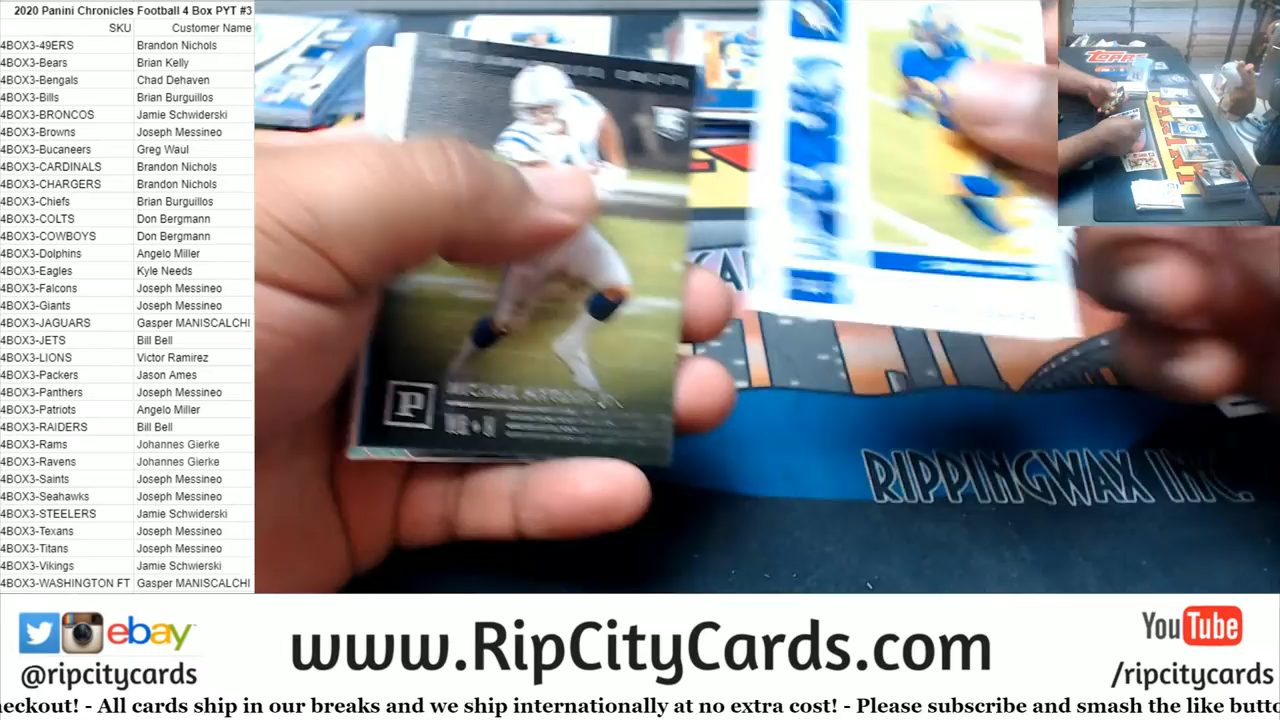 2020 Panini Chronicles Football 4 Box PYT #3
SKU Customer Name
4BOX3-49ERS Brandon Nichols
4BOX3-Bears Brian Kelly
4BOX3-Bengals Chad Dehaven
4BOX3-Bills Brian Burguillos
4BOX3-BRONCOS Jamie Schwiderski
4BOX3-Browns Joseph Messineo
4BOX3-Bucaneers Greg Waul
4BOX3-CARDINALS Brandon Nichols
4BOX3-CHARGERS Brandon Nichols
4BOX3-Chiefs Brian Burguillos
4BOX3-COLTS Don Bergmann
4BOX3-COWBOYS Don Bergmann
4BOX3-Dolphins Angelo Miller
4BOX3-Eagles Kyle Needs
4BOX3-Falcons Joseph Messineo
4BOX3-Giants Joseph Messineo
4BOX3-JAGUARS Gasper MANISCALCHI
4BOX3-JETS Bill Bell
4BOX3-LIONS Victor Ramirez
4BOX3-Packers Jason Ames
4BOX3-Panthers Joseph Messineo
4BOX3-Patriots Angelo Miller
4BOX3-RAIDERS Bill Bell
4BOX3-Rams Johannes Gierke
4BOX3-Ravens Johannes Gierke
4BOX3-Saints Joseph Messineo
4BOX3-Seahawks Joseph Messineo
4BOX3-STEELERS Jamie Schwiderski
4BOX3-Texans Joseph Messineo
4BOX3-Titans Joseph Messineo
4BOX3-Vikings Jamie Schwierski
4BOX3-WASHINGTON FT Gasper MANISCALCHI
TOPPS
PANINI
P
MICHAEL
RIPPINGWAX INC.
ebay
@ripcitycards
www.RipCityCards.com
YouTube
/ripcitycards
heckout! - All cards ship in our breaks and we ship internationally at no extra cost! - Please subscribe and smash the like butto